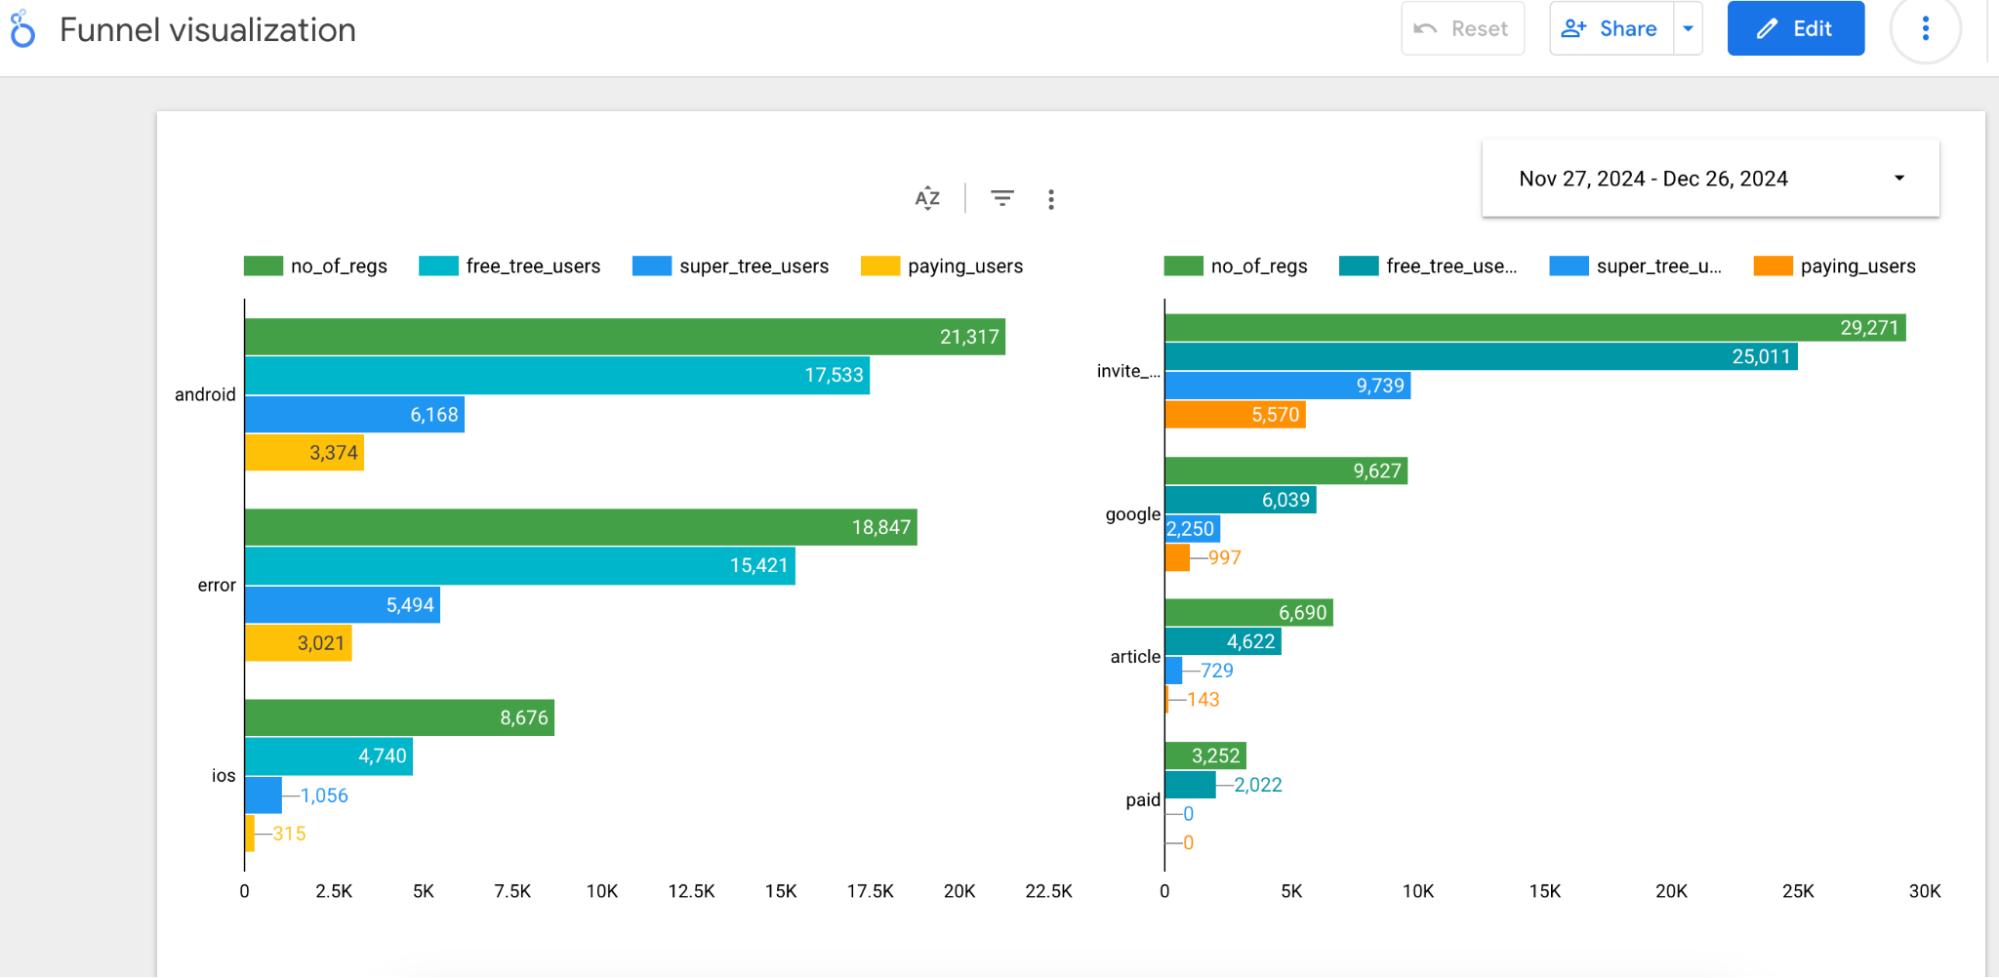 Funnel visualization
Reset
Share
Edit
Nov 27, 2024 - Dec 26, 2024
AZ
no_of_regs free_tree_users super_tree_users paying_users
21,317
17,533
android
6,168
3,374
18,847
15,421
error
5,494
3,021
8,676
4,740
ios
1,056
315
0 2.5K 5K 7.5K 10K 12.5K 15K 17.5K 20K 22.5K
no_of_regs free_tree_use... super_tree_u... paying_users
29,271
25,011
invite_...
9,739
5,570
9,627
6,039
google
2,250
997
6,690
4,622
article
729
143
3,252
2,022
paid
0
0
0 5K 10K 15K 20K 25K 30K